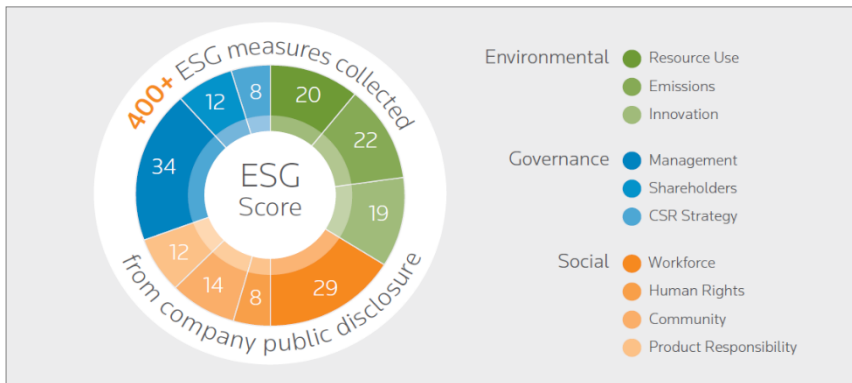 400+ ESG measures collected
from company public disclosure
ESG
Score
20
22
19
29
8
14
12
34
12
8
Environmental
Resource Use
Emissions
Innovation
Governance
Management
Shareholders
CSR Strategy
Social
Workforce
Human Rights
Community
Product Responsibility